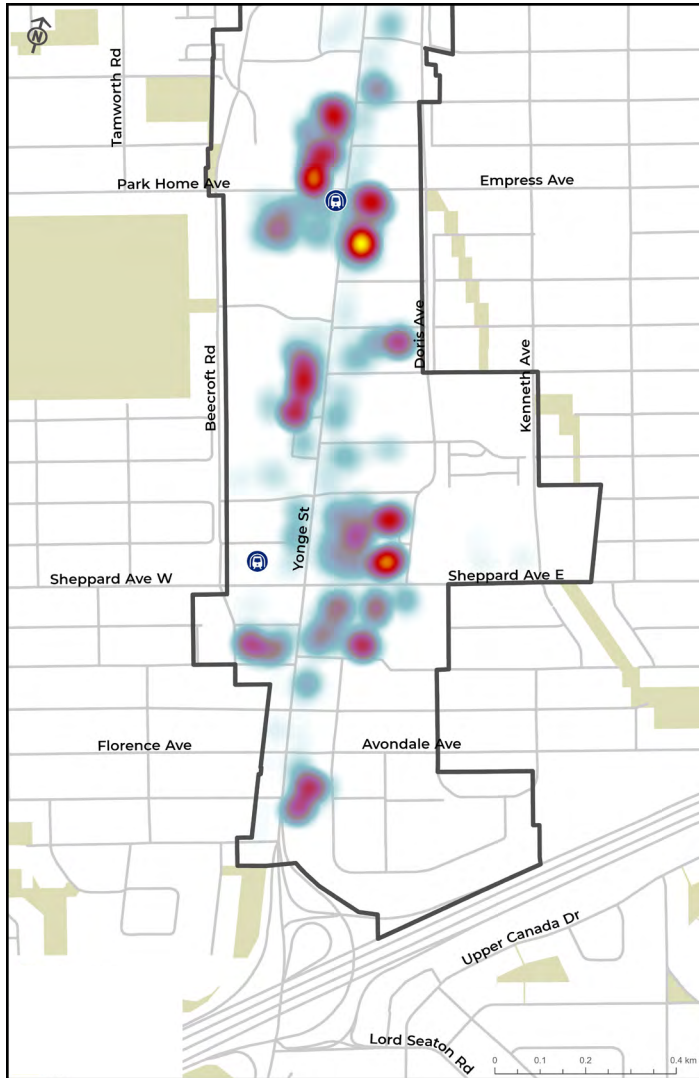 N
Tamworth Rd
Park Home Ave
Empress Ave
Beecroft Rd
Doris Ave
Kenneth Ave
Yonge St
Sheppard Ave W
Sheppard Ave E
Florence Ave
Avondale Ave
Upper Canada Dr
Lord Seaton Rd
0 0.1 0.2 0.4 km